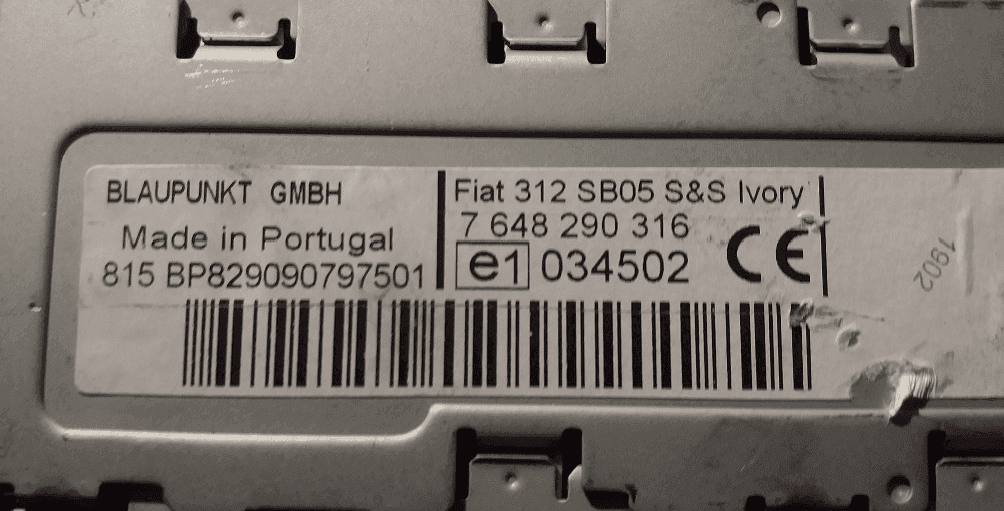 BLAUPUNKT GMBH
Made in Portugal
815 BP829090797501
Fiat 312 SB05 S&S Ivory
7 648 290 316
e1 034502 CE
1902